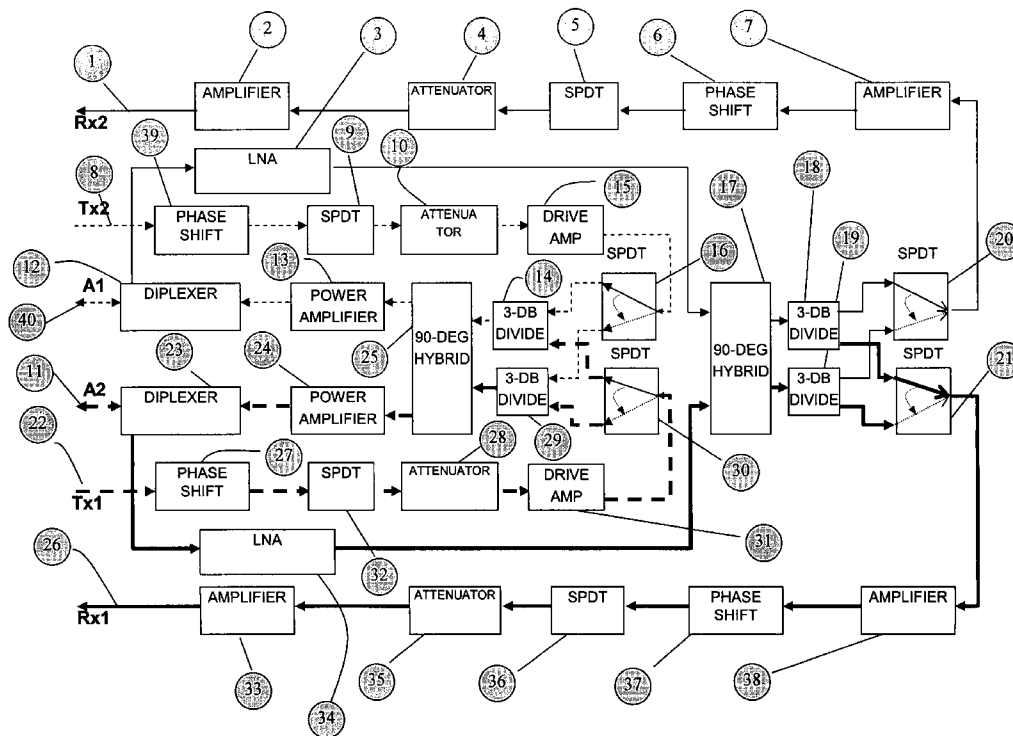 1
2
3
4
5
6
7
AMPLIFIER
ATTENUATOR
SPDT
PHASE
SHIFT
AMPLIFIER
Rx2
39
9
10
15
17
18
LNA
8
Tx2
PHASE
SHIFT
SPDT
ATTENUA
TOR
DRIVE
AMP
19
20
SPDT
SPDT
16
12
13
14
A1
DIPLEXER
POWER
AMPLIFIER
3-DB
DIVIDE
3-DB
DIVIDE
40
23
24
25
90-DEG
HYBRID
SPDT
90-DEG
HYBRID
SPDT
21
11
A2
DIPLEXER
POWER
AMPLIFIER
3-DB
DIVIDE
3-DB
DIVIDE
22
27
28
29
30
Tx1
PHASE
SHIFT
SPDT
ATTENUATOR
DRIVE
AMP
26
LNA
32
31
Rx1
AMPLIFIER
ATTENUATOR
SPDT
PHASE
SHIFT
AMPLIFIER
33
34
35
36
37
38